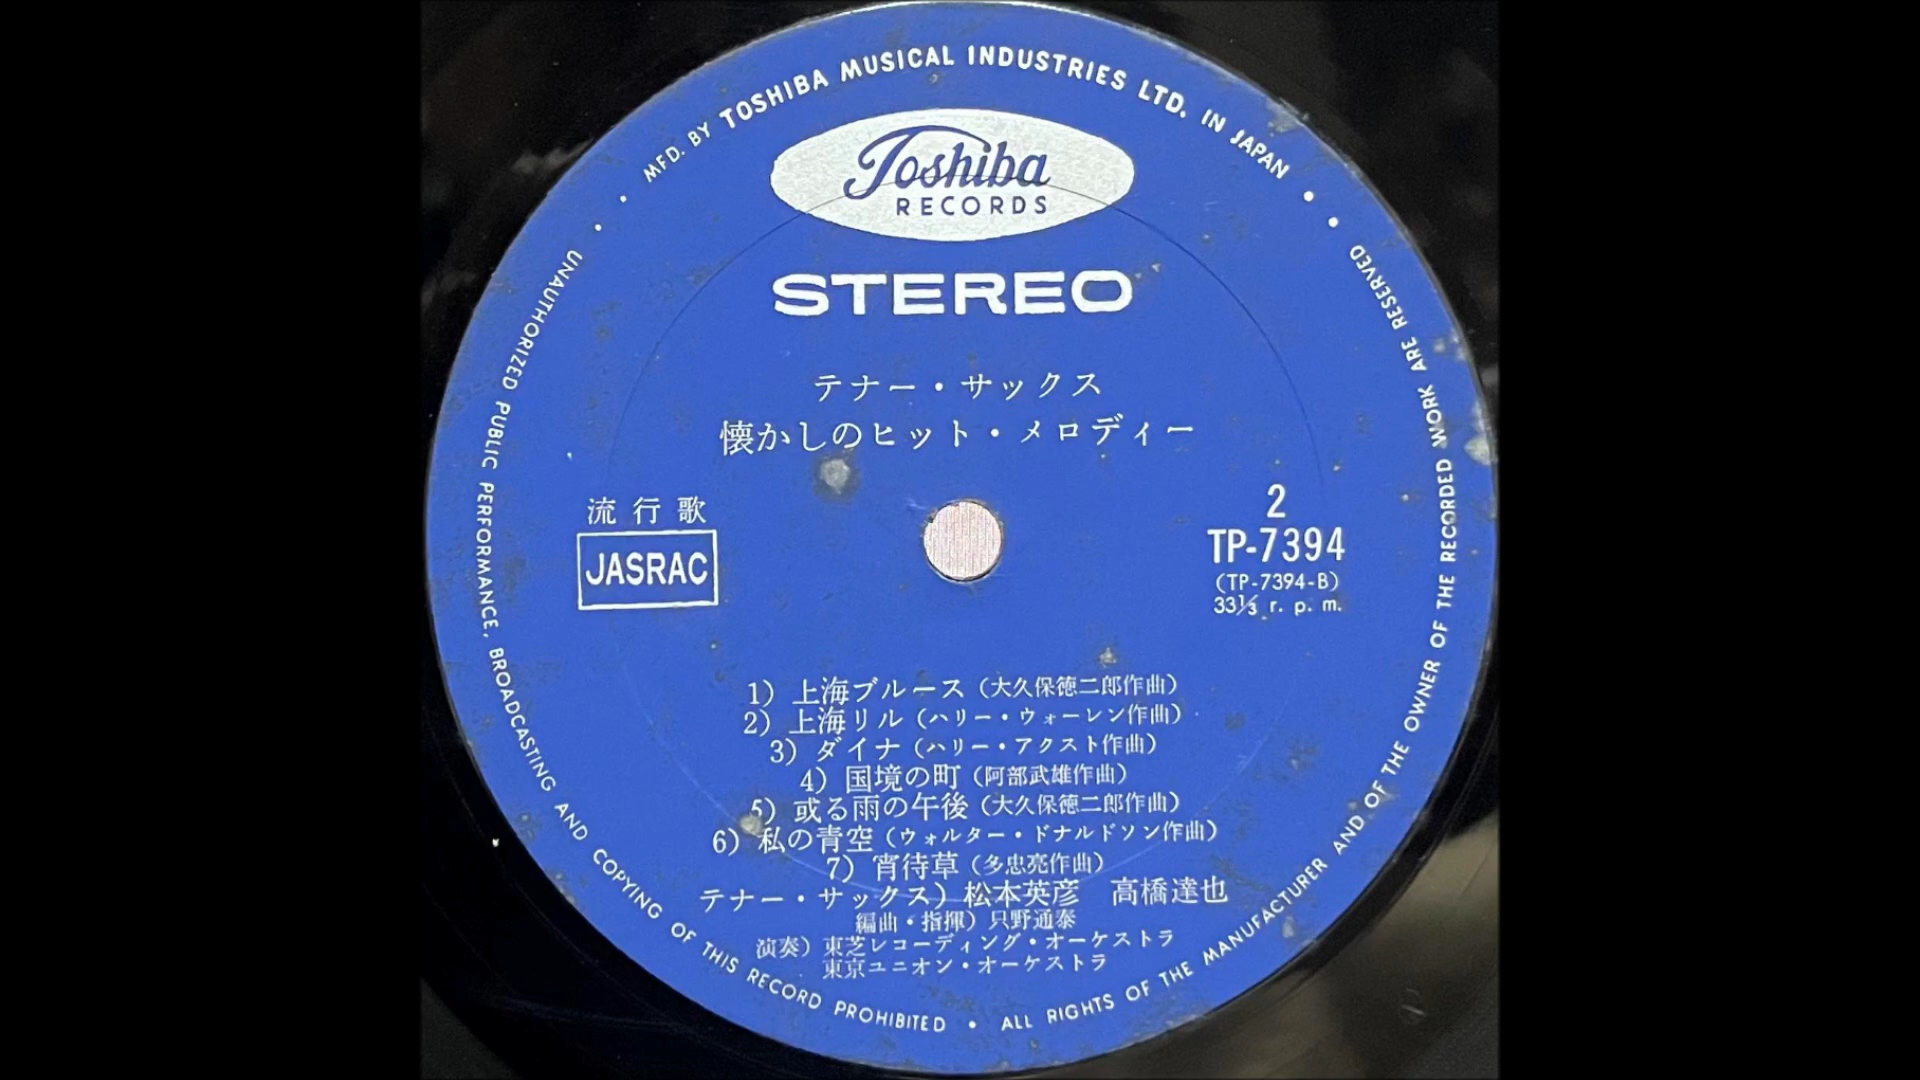 MFD. BY TOSHIBA MUSICAL INDUSTRIES LTD. IN JAPAN
Toshiba
RECORDS
STEREO
テナー・サックス
懐かしのヒット・メロディー
流行歌
JASRAC
2
TP-7394
(TP-7394-B)
33⅓ r. p. m.
1) 上海ブルース (大久保徳二郎作曲)
2) 上海リル (ハリー・ウォーレン作曲)
3) ダイナ (ハリー・アクスト作曲)
4) 国境の町 (阿部武雄作曲)
5) 或る雨の午後 (大久保徳二郎作曲)
6) 私の青空 (ウォルター・ドナルドソン作曲)
7) 宵待草 (多忠亮作曲)
テナー・サックス) 松本英彦 高橋達也
編曲・指揮) 只野通泰
演奏) 東芝レコーディング・オーケストラ
東京ユニオン・オーケストラ
UNAUTHORIZED PUBLIC PERFORMANCE, BROADCASTING AND COPYING OF THIS RECORD PROHIBITED • ALL RIGHTS OF THE MANUFACTURER AND OF THE OWNER OF THE RECORDED WORK ARE RESERVED